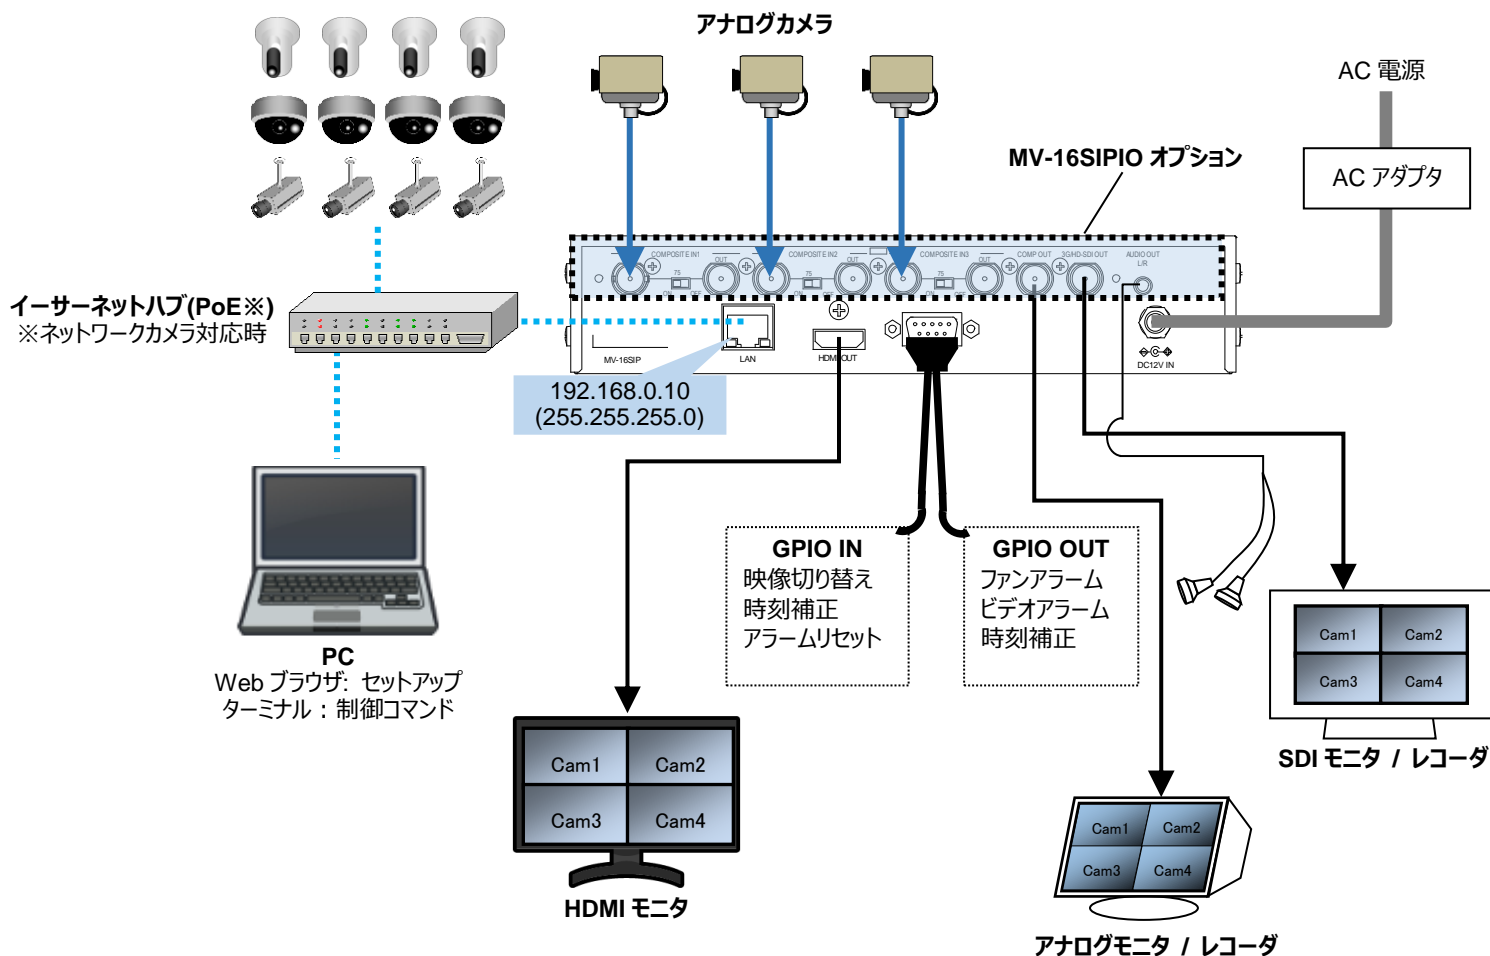 アナログカメラ
AC 電源
MV-16SIPIO オプション
AC アダプタ
COMPOSITE IN1
OUT
COMPOSITE IN2
OUT
COMPOSITE IN3
OUT
COMP OUT
3G/HD-SDI OUT
AUDIO OUT
L/R
75
ON
OFF
75
ON
OFF
75
ON
OFF
イーサーネットハブ(PoE※)
※ネットワークカメラ対応時
MV-16SIP
LAN
HDMI OUT
DC12V IN
192.168.0.10
(255.255.255.0)
GPIO IN
映像切り替え
時刻補正
アラームリセット
GPIO OUT
ファンアラーム
ビデオアラーム
時刻補正
PC
Web ブラウザ: セットアップ
ターミナル：制御コマンド
Cam1
Cam2
Cam3
Cam4
SDI モニタ / レコーダ
Cam1
Cam2
Cam3
Cam4
HDMI モニタ
Cam1
Cam2
Cam3
Cam4
アナログモニタ / レコーダ